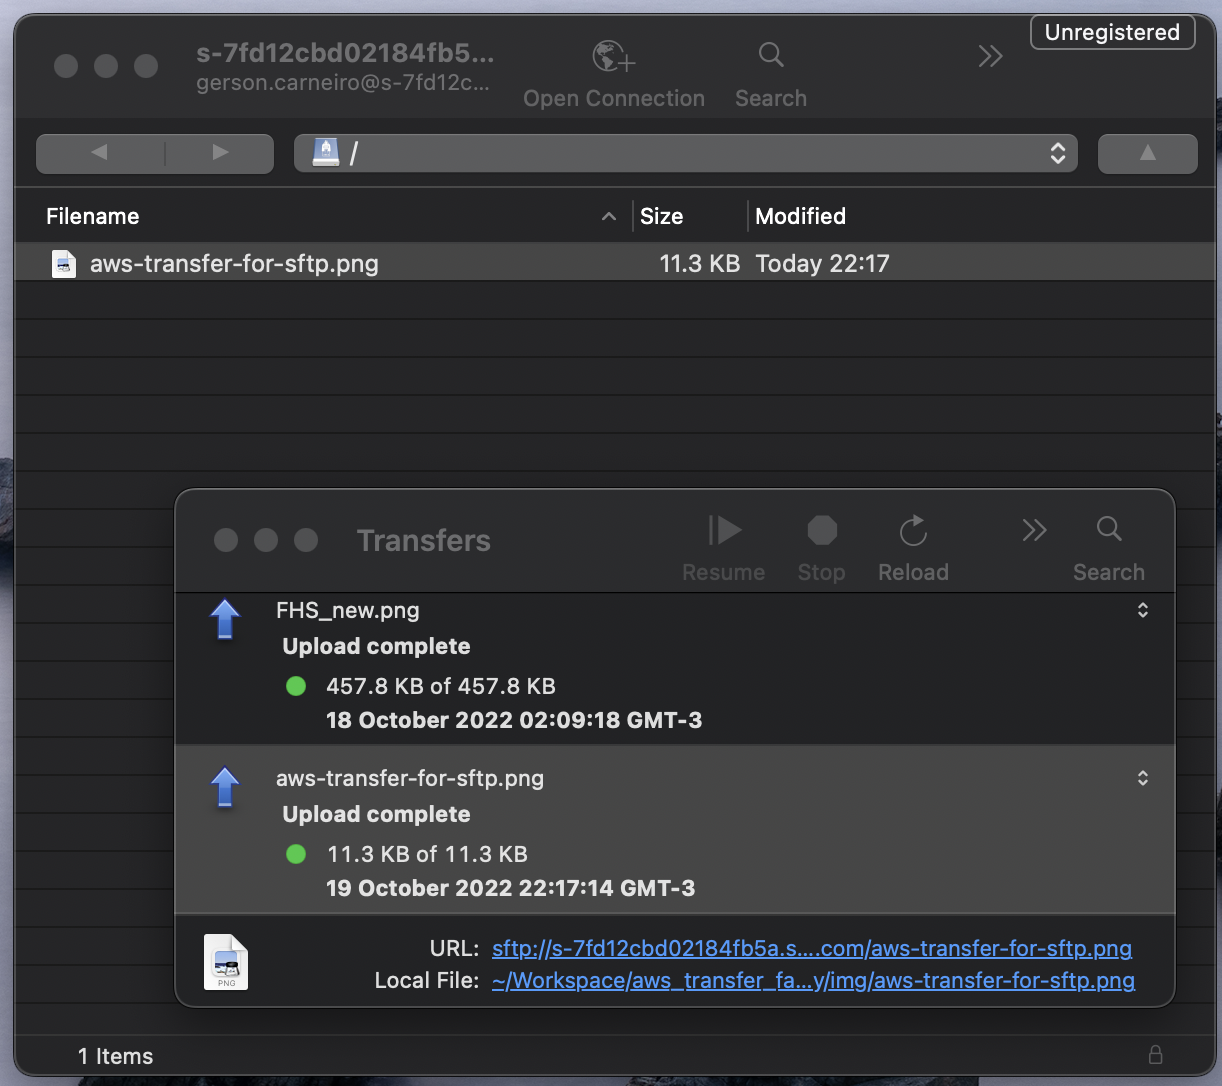 Unregistered
s-7fd12cbd02184fb5...
gerson.carneiro@s-7fd12c...
Open Connection
Search
/
Filename Size Modified
aws-transfer-for-sftp.png 11.3 KB Today 22:17
Transfers
Resume Stop Reload Search
FHS_new.png
Upload complete
457.8 KB of 457.8 KB
18 October 2022 02:09:18 GMT-3
aws-transfer-for-sftp.png
Upload complete
11.3 KB of 11.3 KB
19 October 2022 22:17:14 GMT-3
PNG
URL: sftp://s-7fd12cbd02184fb5a.s....com/aws-transfer-for-sftp.png
Local File: ~/Workspace/aws_transfer_fa...y/img/aws-transfer-for-sftp.png
1 Items